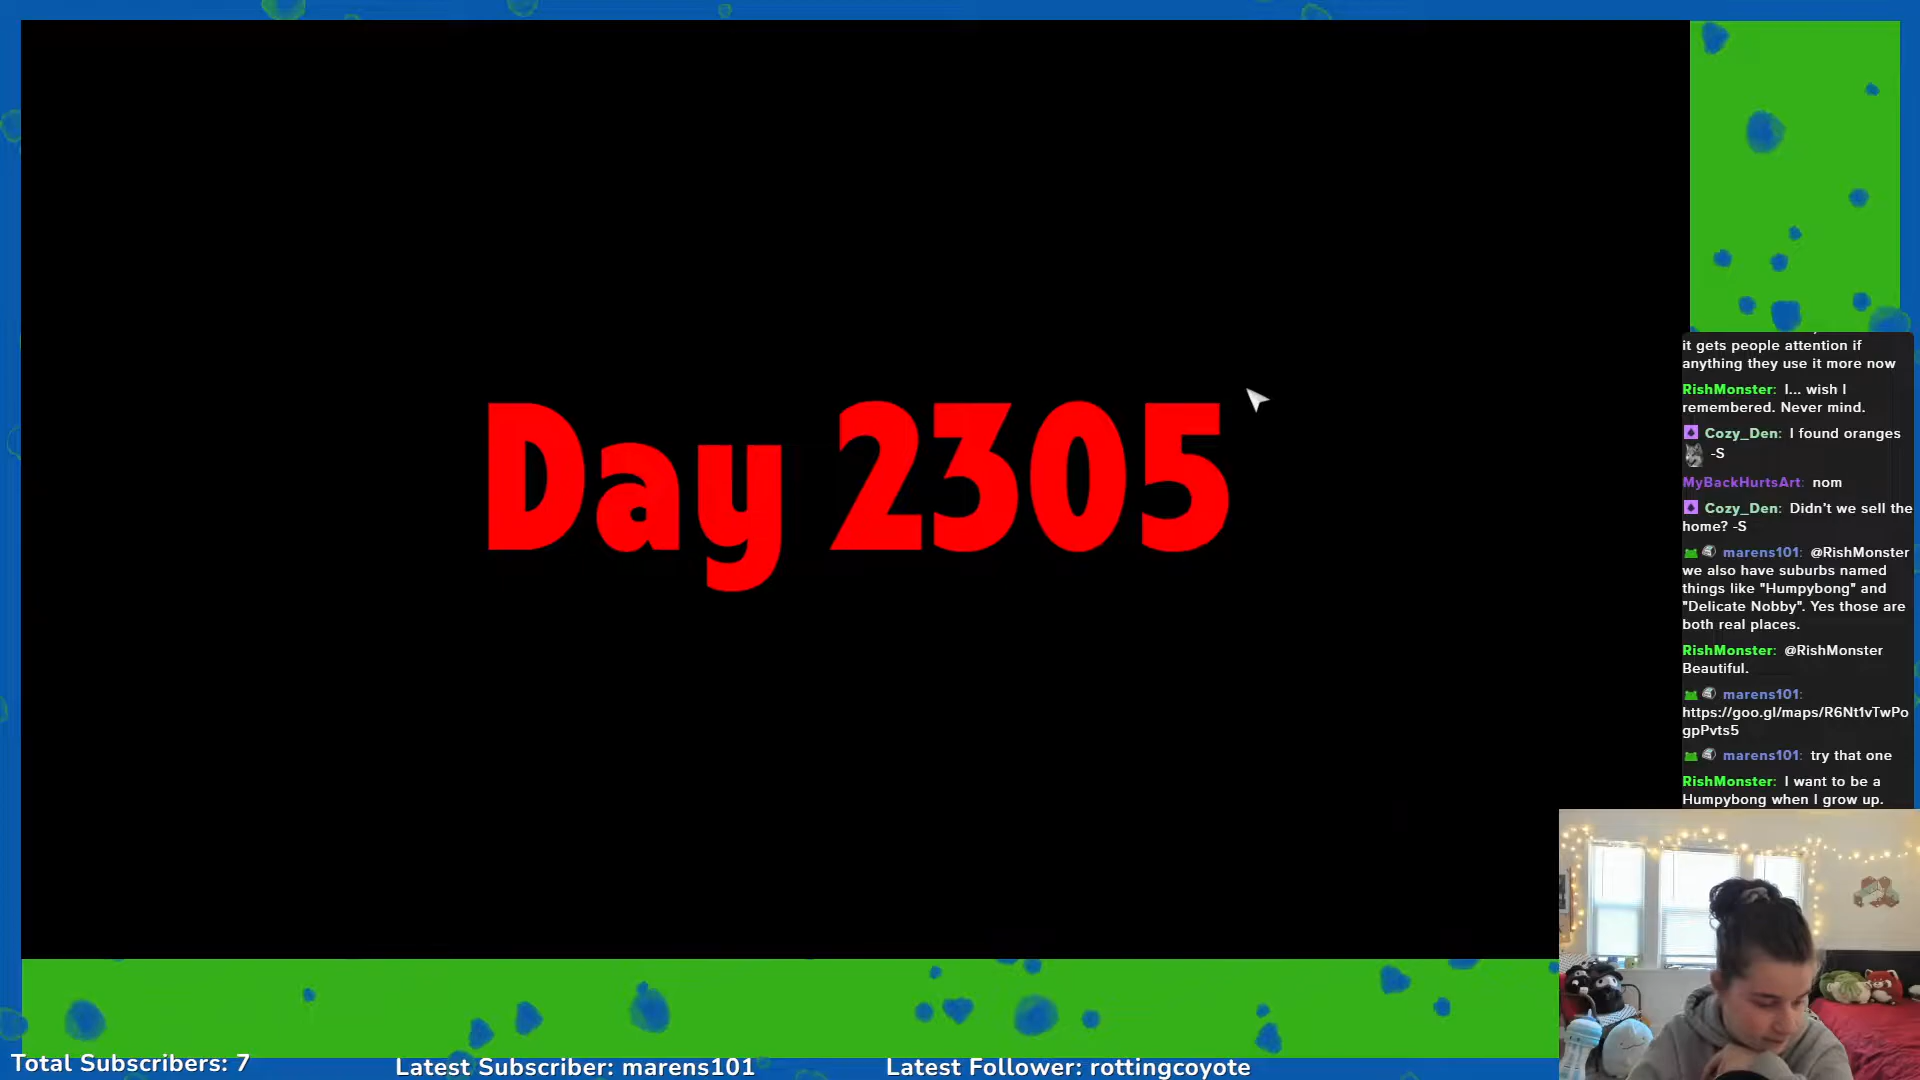 Day 2305
it gets people attention if
anything they use it more now
RishMonster: I... wish I
remembered. Never mind.
Cozy_Den: I found oranges
-S
MyBackHurtsArt: nom
Cozy_Den: Didn't we sell the
home? -S
marens101: @RishMonster
we also have suburbs named
things like "Humpybong" and
"Delicate Nobby". Yes those are
both real places.
RishMonster: @RishMonster
Beautiful.
marens101:
https://goo.gl/maps/R6Nt1vTwPo
gpPvts5
marens101: try that one
RishMonster: I want to be a
Humpybong when I grow up.
Total Subscribers: 7
Latest Subscriber: marens101
Latest Follower: rottingcoyote